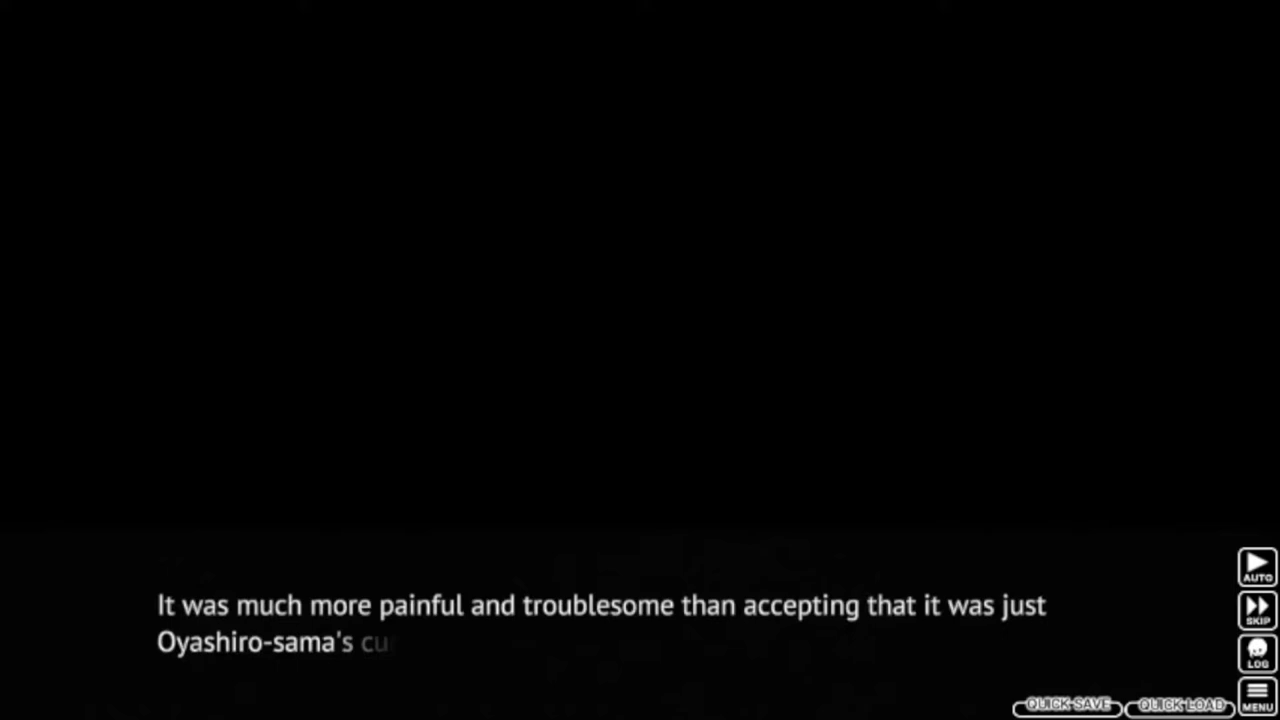 It was much more painful and troublesome than accepting that it was just
Oyashiro-sama's cu
AUTO
SKIP
LOG
QUICK SAVE QUICK LOAD MENU